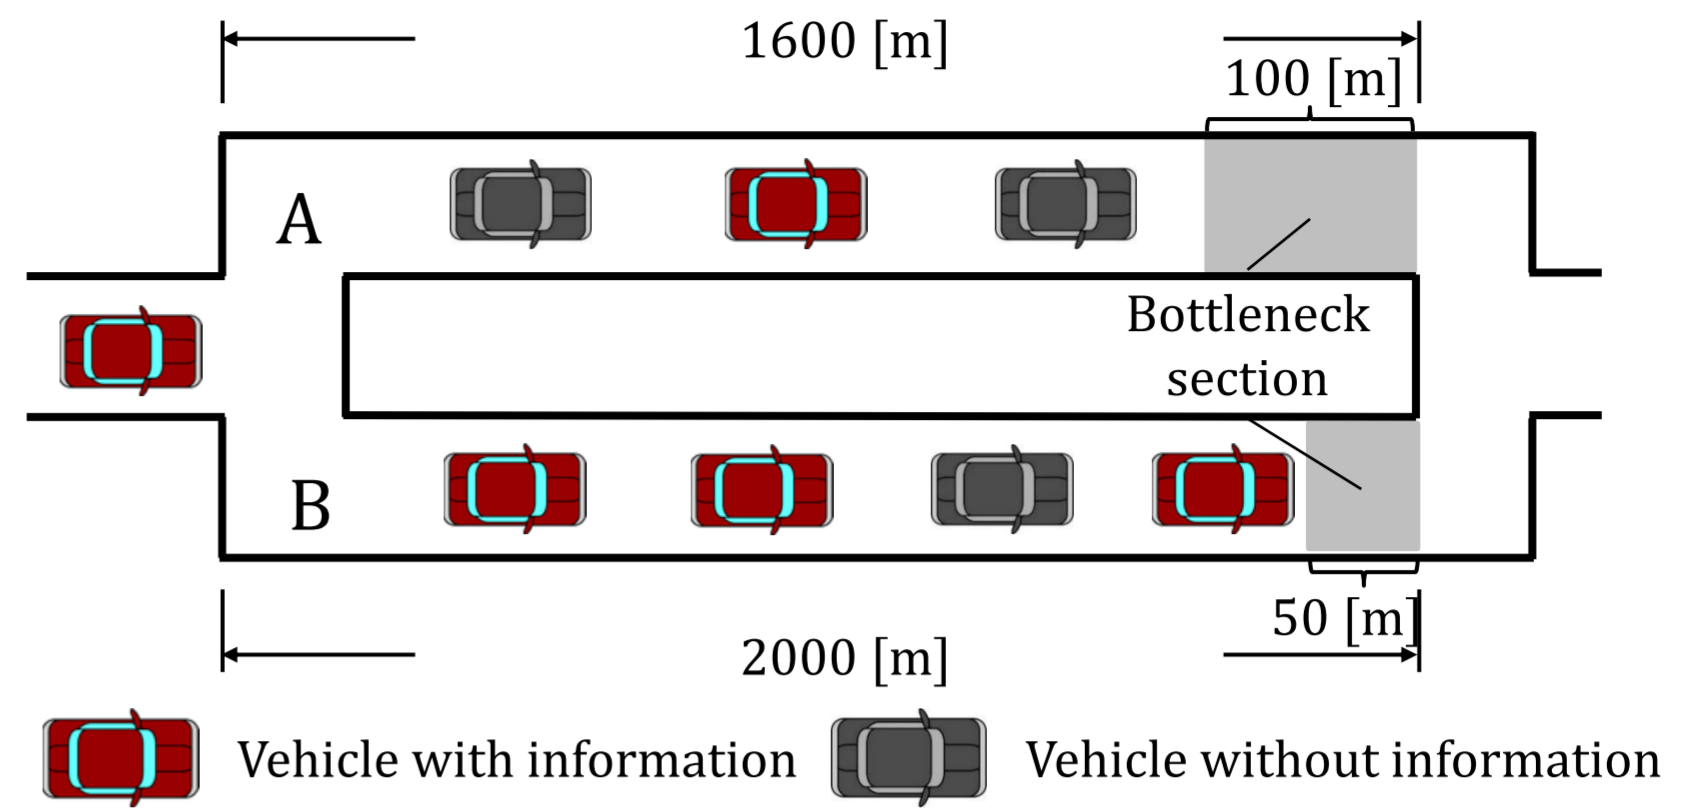 1600 [m]
100 [m]
A
Bottleneck
section
B
50 [m]
2000 [m]
Vehicle with information
Vehicle without information